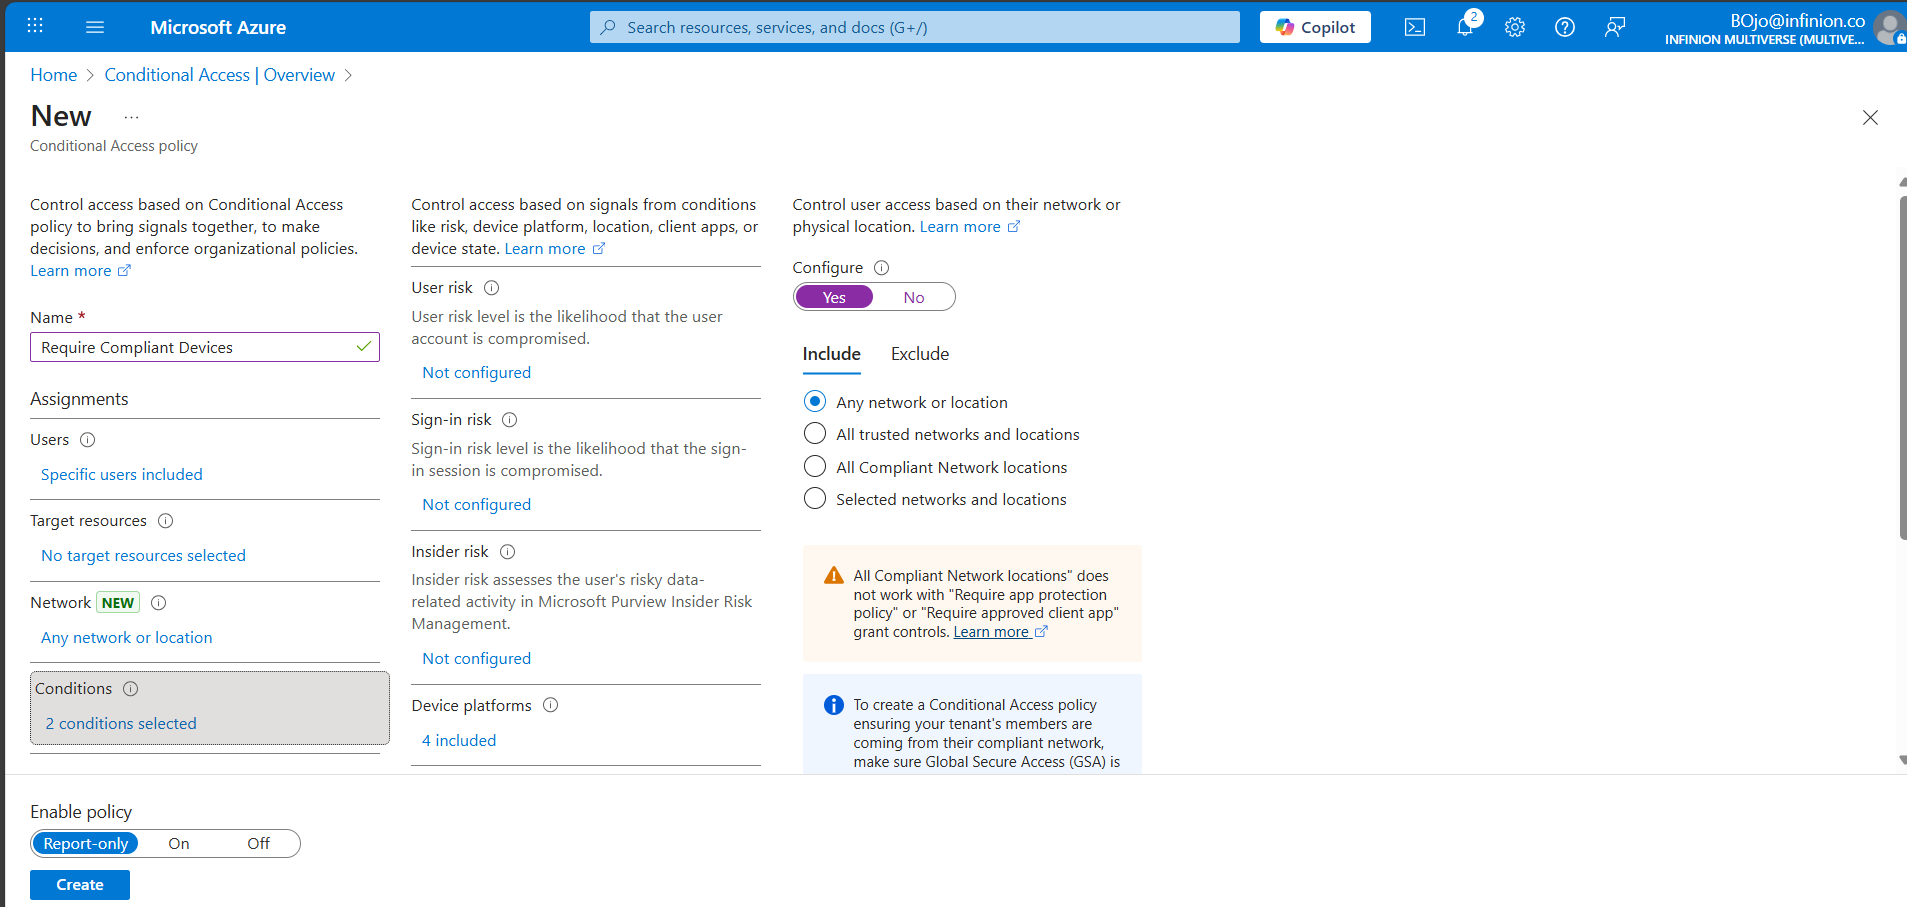 Microsoft Azure
Search resources, services, and docs (G+/)
Copilot
2
BOjo@infinion.co
INFINION MULTIVERSE (MULTIVE...
Home > Conditional Access | Overview >
New ...
Conditional Access policy
Control access based on Conditional Access
policy to bring signals together, to make
decisions, and enforce organizational policies.
Learn more
Name *
Require Compliant Devices
Assignments
Users
Specific users included
Target resources
No target resources selected
Network NEW
Any network or location
Conditions
2 conditions selected
Control access based on signals from conditions
like risk, device platform, location, client apps, or
device state. Learn more
User risk
User risk level is the likelihood that the user
account is compromised.
Not configured
Sign-in risk
Sign-in risk level is the likelihood that the sign-
in session is compromised.
Not configured
Insider risk
Insider risk assesses the user's risky data-
related activity in Microsoft Purview Insider Risk
Management.
Not configured
Device platforms
4 included
Control user access based on their network or
physical location. Learn more
Configure
Yes No
Include Exclude
Any network or location
All trusted networks and locations
All Compliant Network locations
Selected networks and locations
All Compliant Network locations" does
not work with "Require app protection
policy" or "Require approved client app"
grant controls. Learn more
To create a Conditional Access policy
ensuring your tenant's members are
coming from their compliant network,
make sure Global Secure Access (GSA) is
Enable policy
Report-only On Off
Create